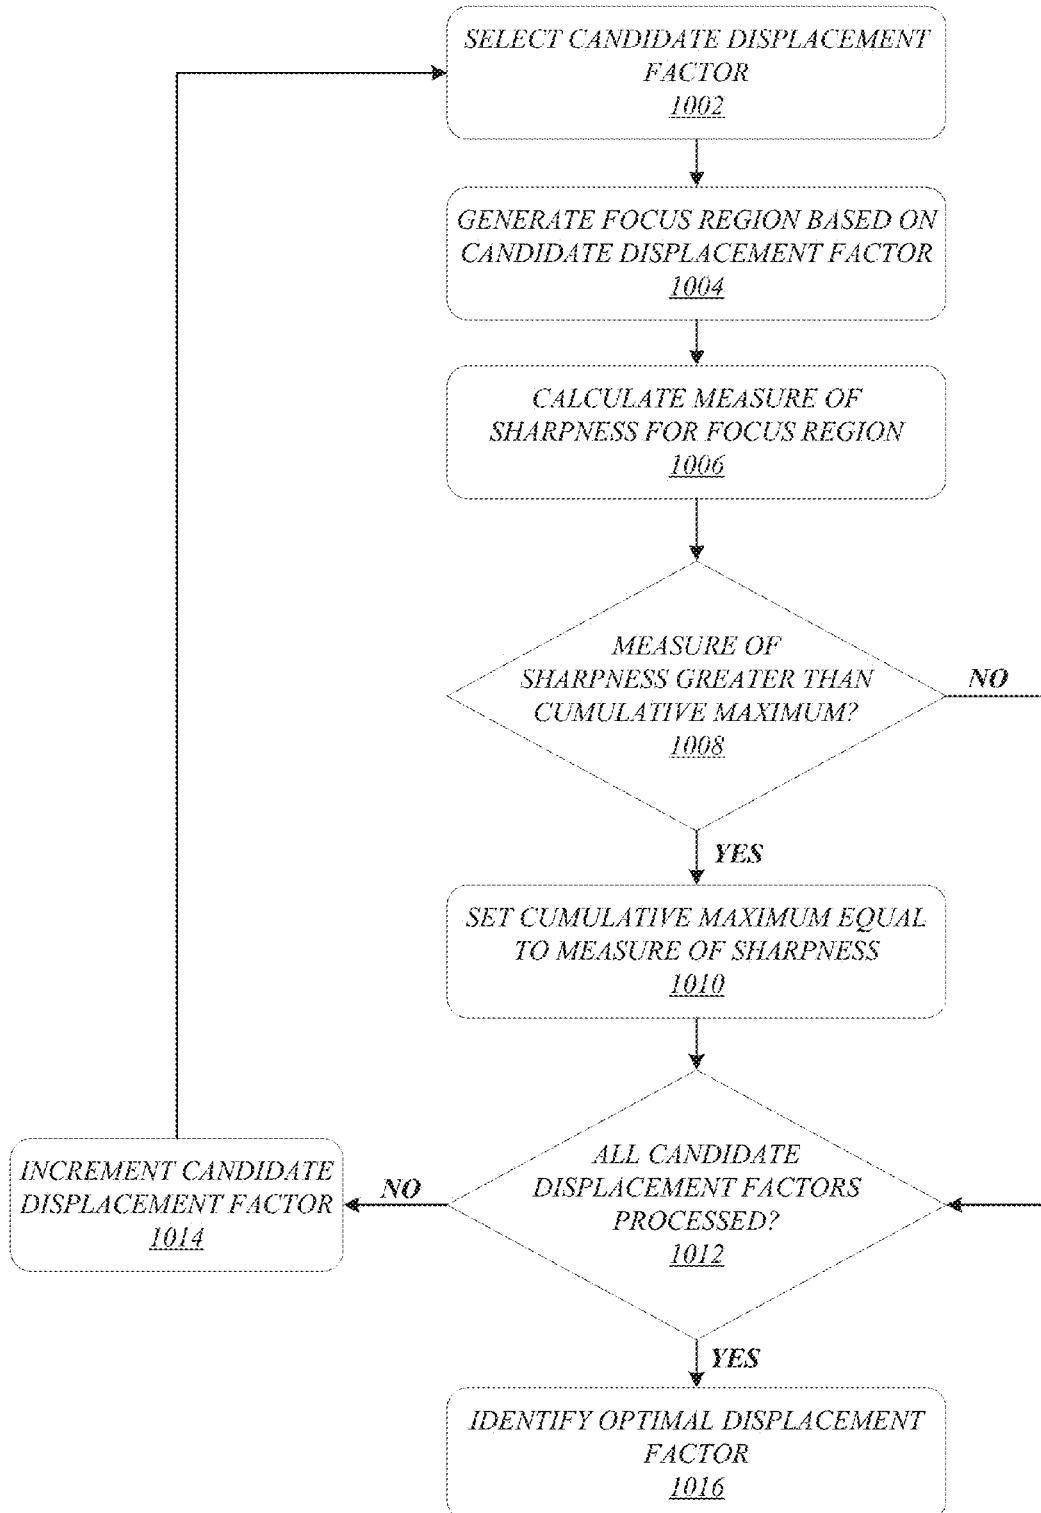 SELECT CANDIDATE DISPLACEMENT
FACTOR
1002
GENERATE FOCUS REGION BASED ON
CANDIDATE DISPLACEMENT FACTOR
1004
CALCULATE MEASURE OF
SHARPNESS FOR FOCUS REGION
1006
MEASURE OF
SHARPNESS GREATER THAN
CUMULATIVE MAXIMUM?
1008
NO
YES
SET CUMULATIVE MAXIMUM EQUAL
TO MEASURE OF SHARPNESS
1010
ALL CANDIDATE
DISPLACEMENT FACTORS
PROCESSED?
1012
NO
INCREMENT CANDIDATE
DISPLACEMENT FACTOR
1014
YES
IDENTIFY OPTIMAL DISPLACEMENT
FACTOR
1016